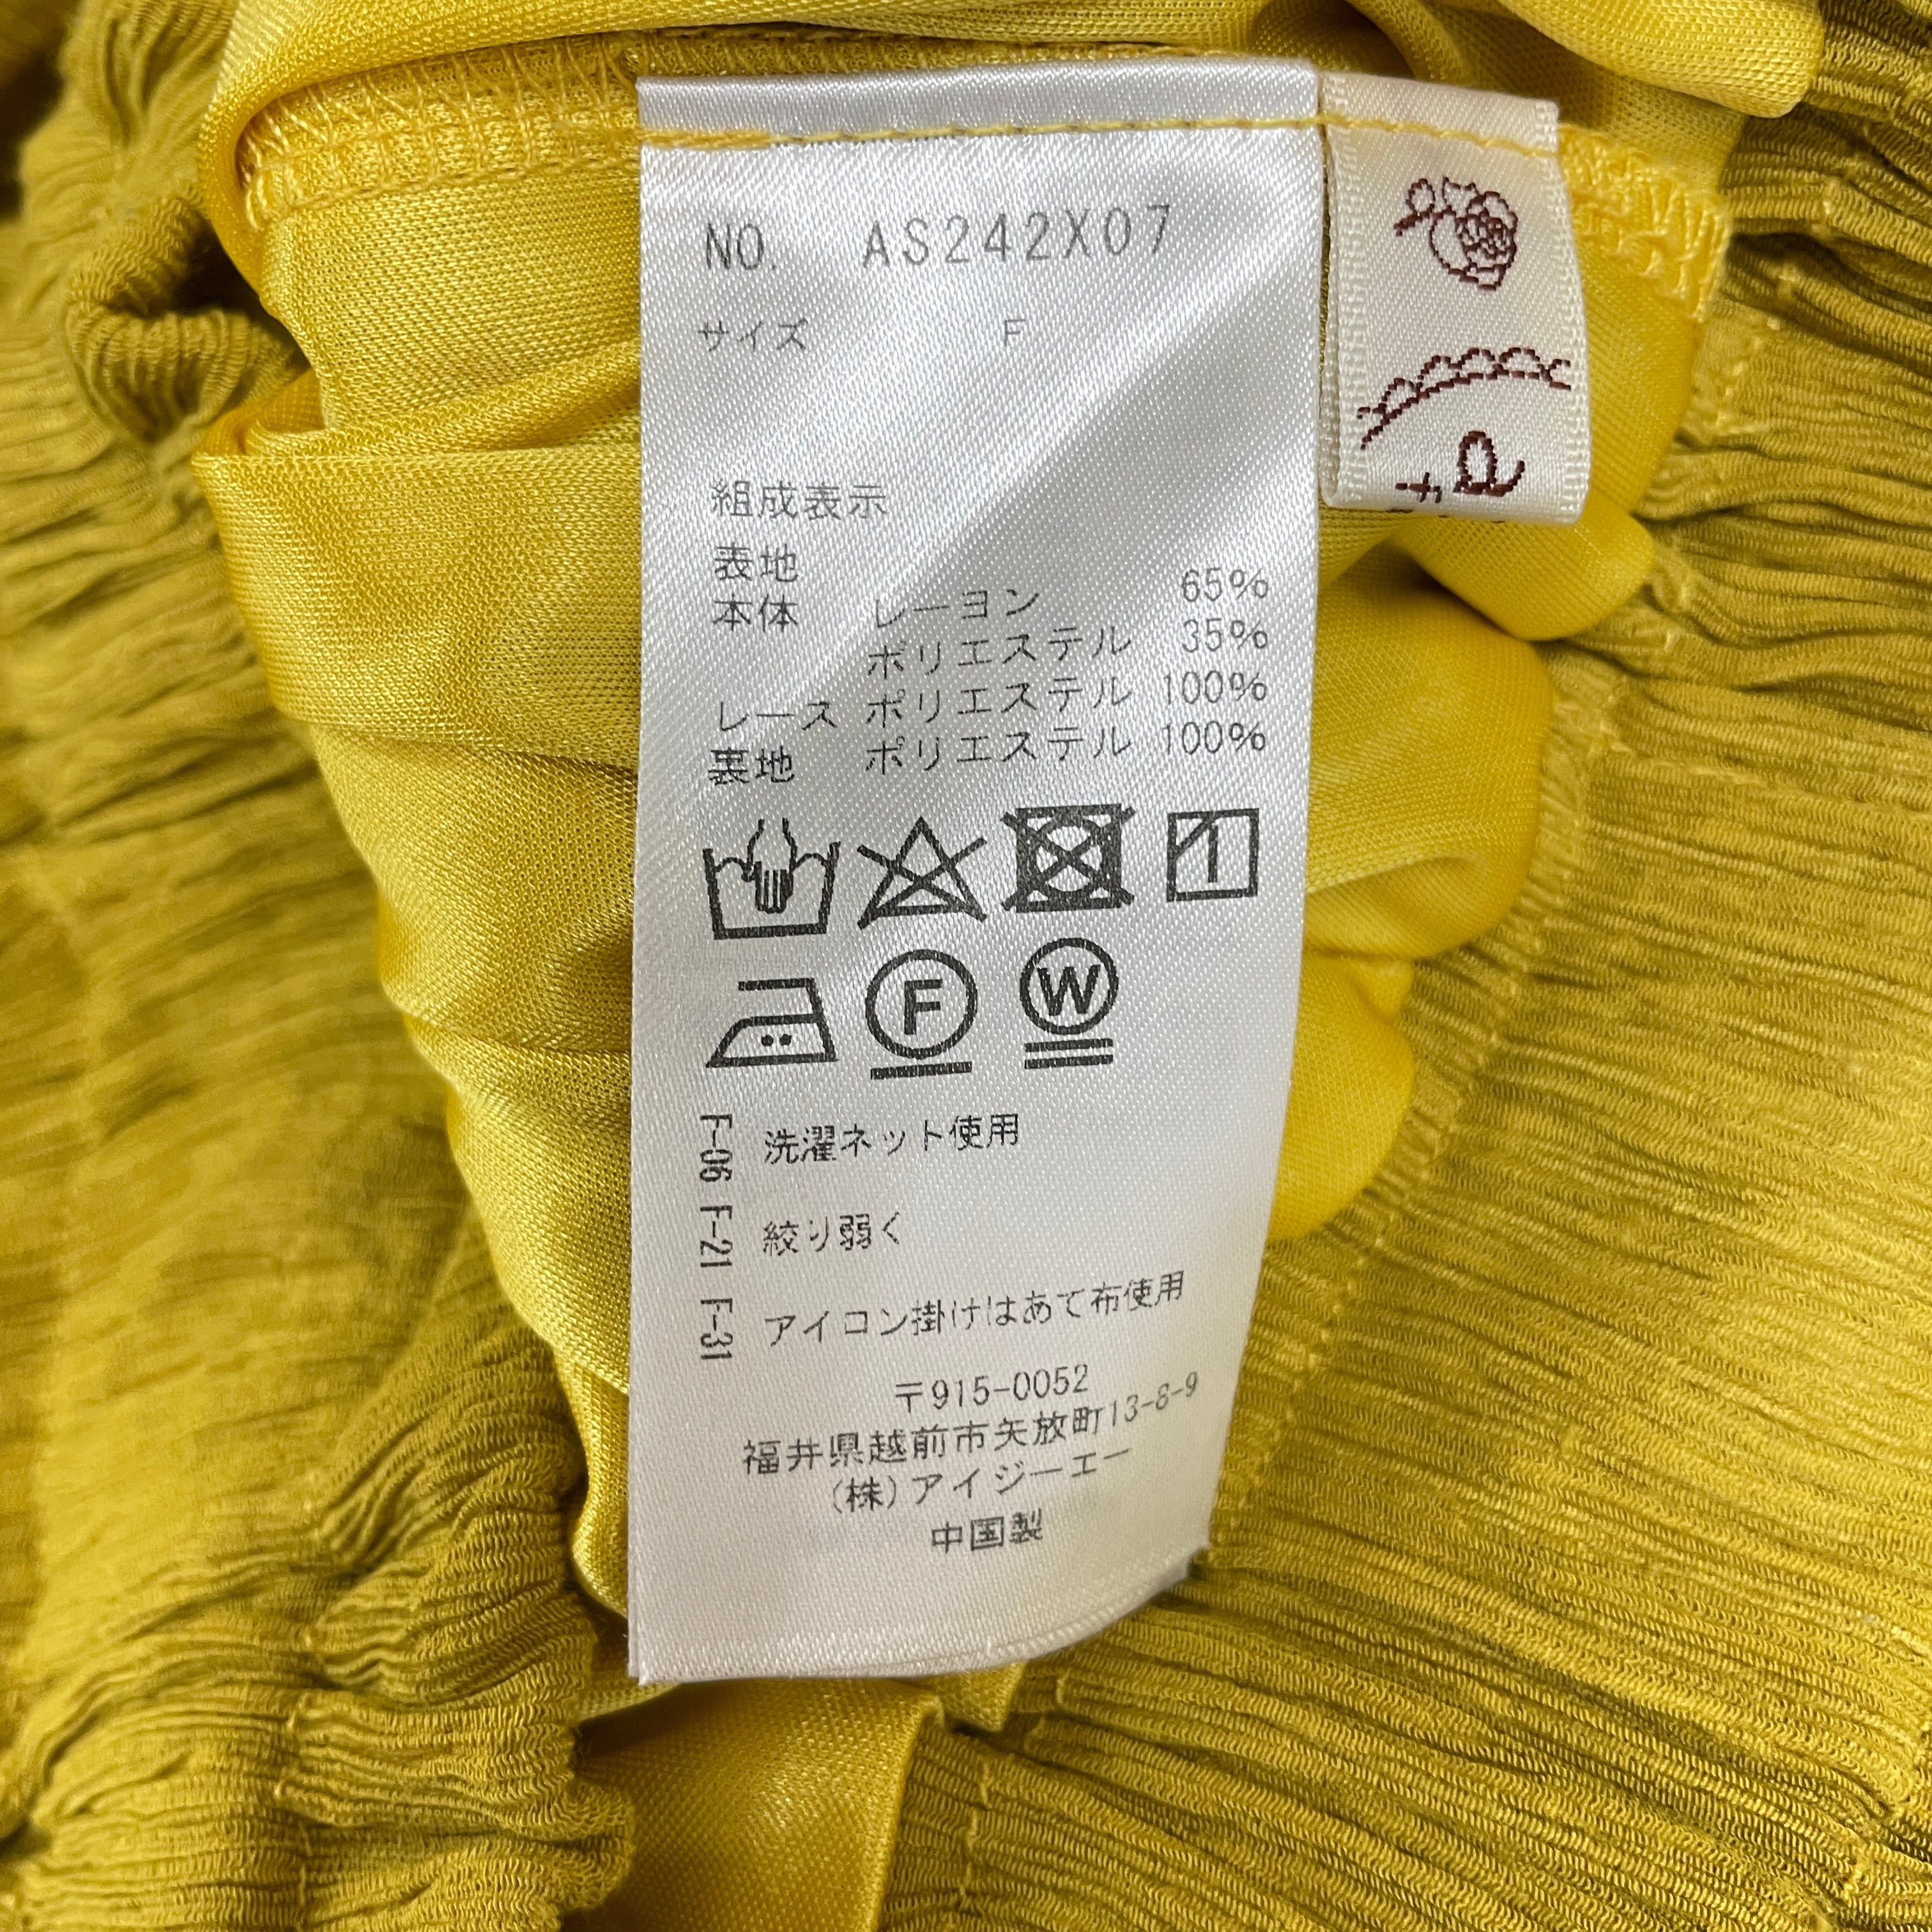 NO. AS242X07
サイズ F
組成表示
表地
本体 レーヨン 65%
ポリエステル 35%
レース ポリエステル 100%
裏地 ポリエステル 100%
F
W
F-06 洗濯ネット使用
F-21 絞り弱く
F-31 アイロン掛けはあて布使用
〒915-0052
福井県越前市矢放町13-8-9
(株)アイジーエー
中国製